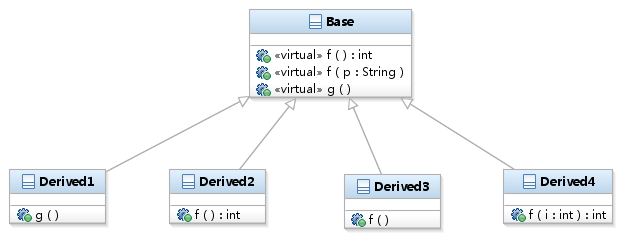 Base
«virtual» f ( ) : int
«virtual» f ( p : String )
«virtual» g ( )
Derived1
g ( )
Derived2
f ( ) : int
Derived3
f ( )
Derived4
f ( i : int ) : int